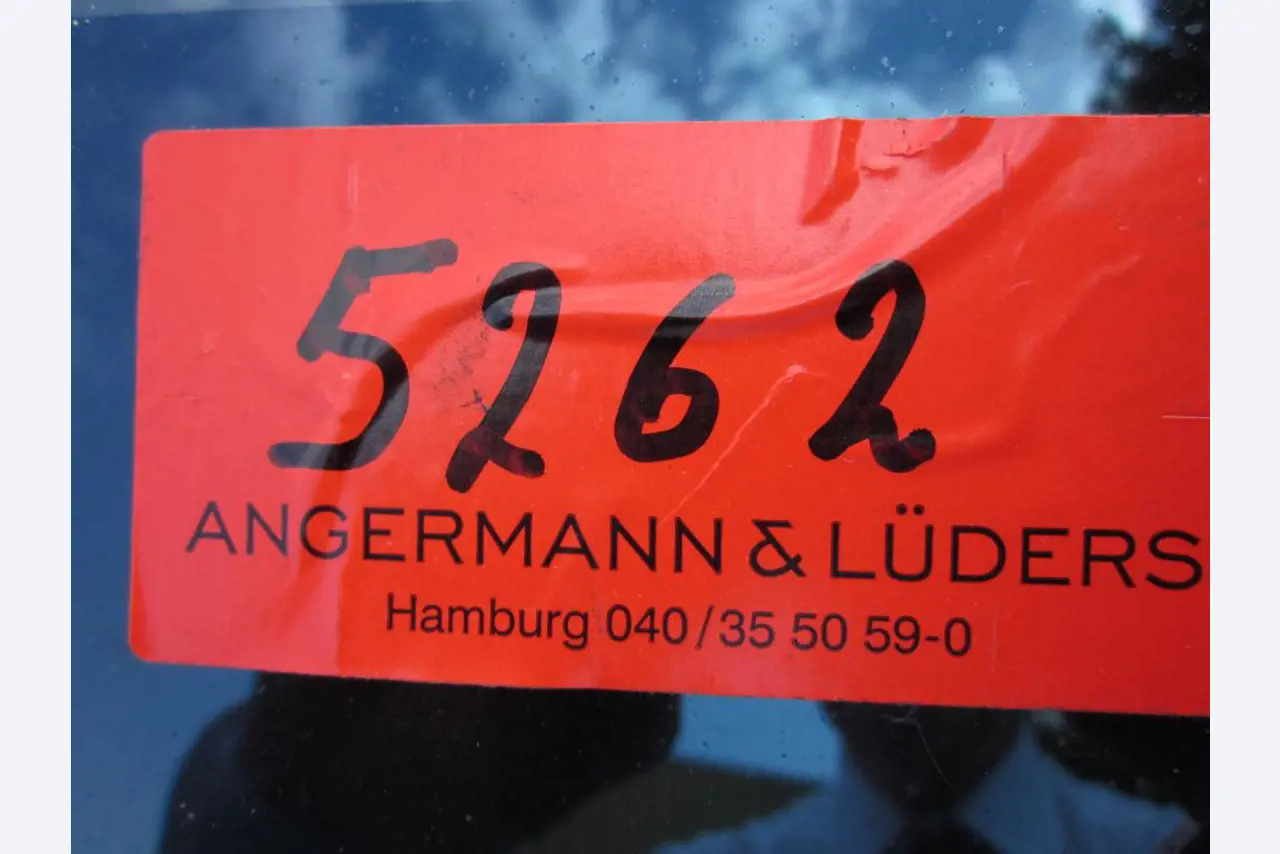 5262
ANGERMANN & LÜDERS
Hamburg 040/35 50 59-0